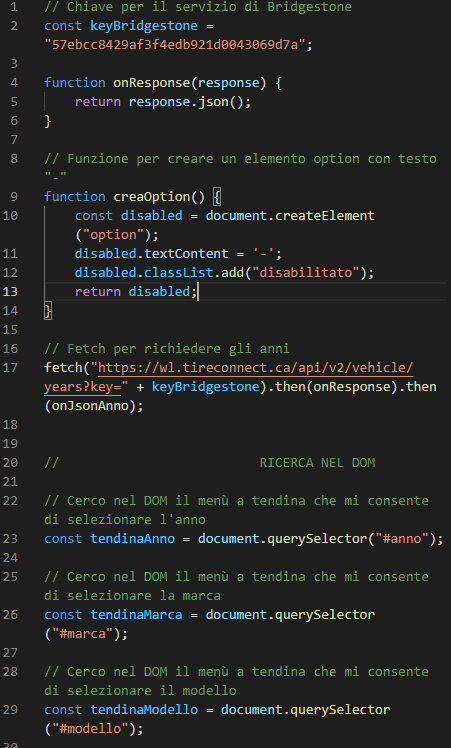 1 // Chiave per il servizio di Bridgestone
2 const keyBridgestone =
"57ebcc8429af3f4edb921d0043069d7a";
3
4 function onResponse(response) {
5 return response.json();
6 }
7
8 // Funzione per creare un elemento option con testo
"-"
9 function creaOption() {
10 const disabled = document.createElement
("option");
11 disabled.textContent = '-';
12 disabled.classList.add("disabilitato");
13 return disabled;
14 }
15
16 // Fetch per richiedere gli anni
17 fetch("https://wl.tireconnect.ca/api/v2/vehicle/
years?key=" + keyBridgestone).then(onResponse).then
(onJsonAnno);
18
19
20 // RICERCA NEL DOM
21
22 // Cerco nel DOM il menù a tendina che mi consente
di selezionare l'anno
23 const tendinaAnno = document.querySelector("#anno");
24
25 // Cerco nel DOM il menù a tendina che mi consente
di selezionare la marca
26 const tendinaMarca = document.querySelector
("#marca");
27
28 // Cerco nel DOM il menù a tendina che mi consente
di selezionare il modello
29 const tendinaModello = document.querySelector
("#modello");
30